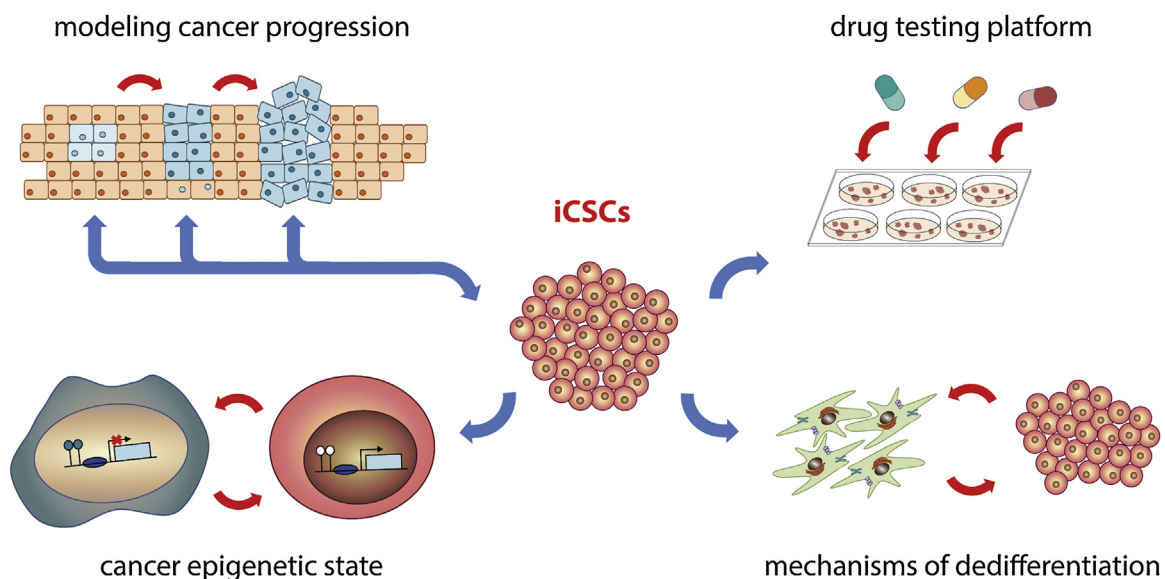 modeling cancer progression
drug testing platform
iCSCs
cancer epigenetic state
mechanisms of dedifferentiation